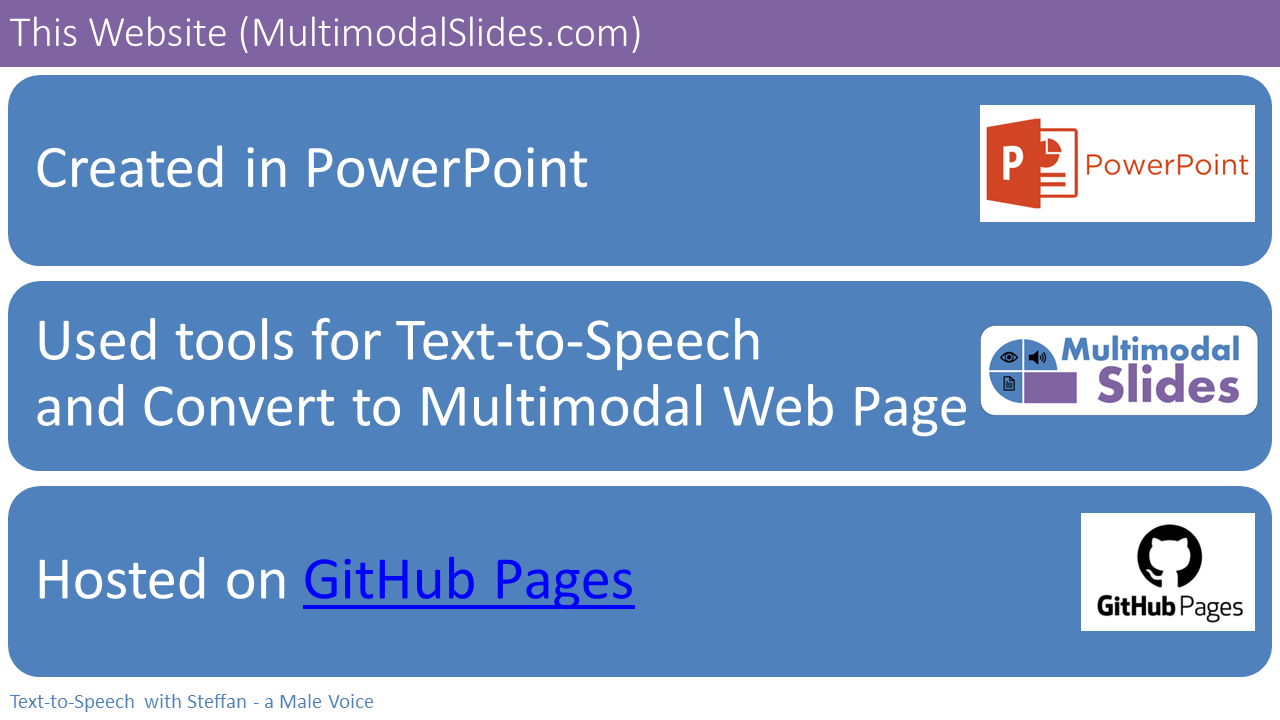 This Website (MultimodalSlides.com)
Created in PowerPoint
P PowerPoint
Used tools for Text-to-Speech
and Convert to Multimodal Web Page
Multimodal
Slides
Hosted on GitHub Pages
GitHub Pages
Text-to-Speech with Steffan - a Male Voice